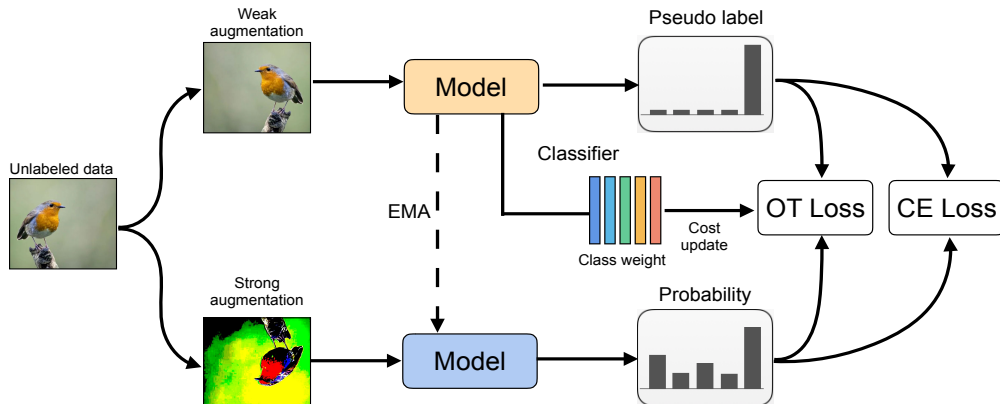 Weak
augmentation
Pseudo label
Model
Unlabeled data
Classifier
EMA
OT Loss
CE Loss
Cost
update
Class weight
Strong
augmentation
Probability
Model